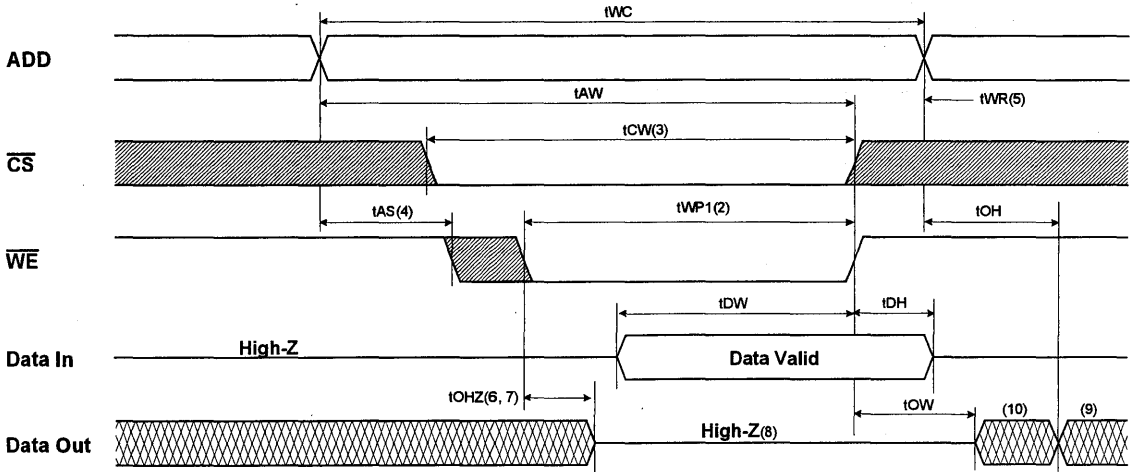 tWC
ADD
tAW
tWR(5)
tCW(3)
CS
tAS(4)
tWP1(2)
tOH
WE
tDW
tDH
High-Z
Data In
Data Valid
tOHZ(6, 7)
tOW
(10)
(9)
Data Out
High-Z(8)